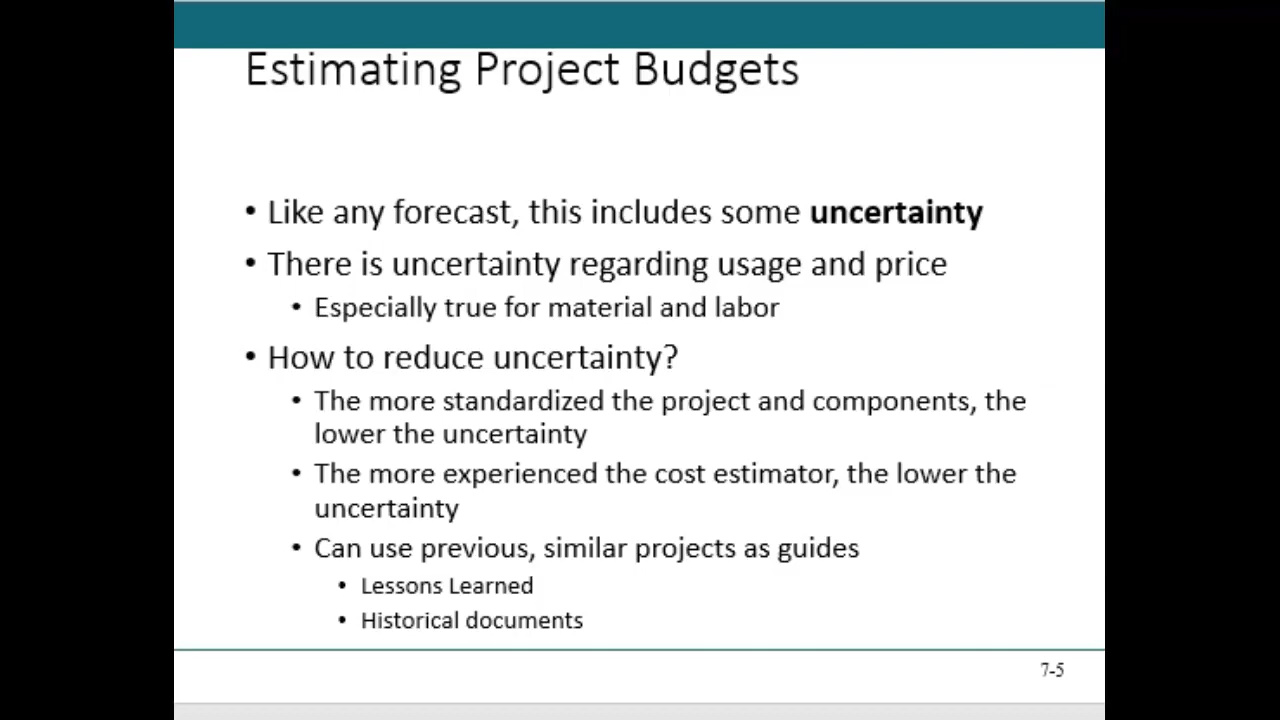 Estimating Project Budgets
• Like any forecast, this includes some uncertainty
• There is uncertainty regarding usage and price
• Especially true for material and labor
• How to reduce uncertainty?
• The more standardized the project and components, the
lower the uncertainty
• The more experienced the cost estimator, the lower the
uncertainty
• Can use previous, similar projects as guides
• Lessons Learned
• Historical documents
7-5